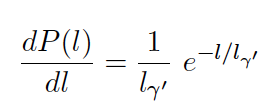 dP(l)/dl = 1/l_{γ′} e^{−l/l_{γ′}}